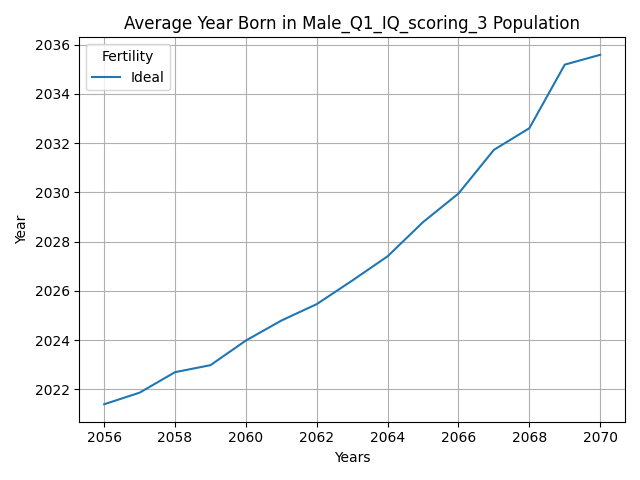 Average Year Born in Male_Q1_IQ_scoring_3 Population
Fertility
Ideal
2036
2034
2032
2030
2028
2026
2024
2022
Year
2056 2058 2060 2062 2064 2066 2068 2070
Years